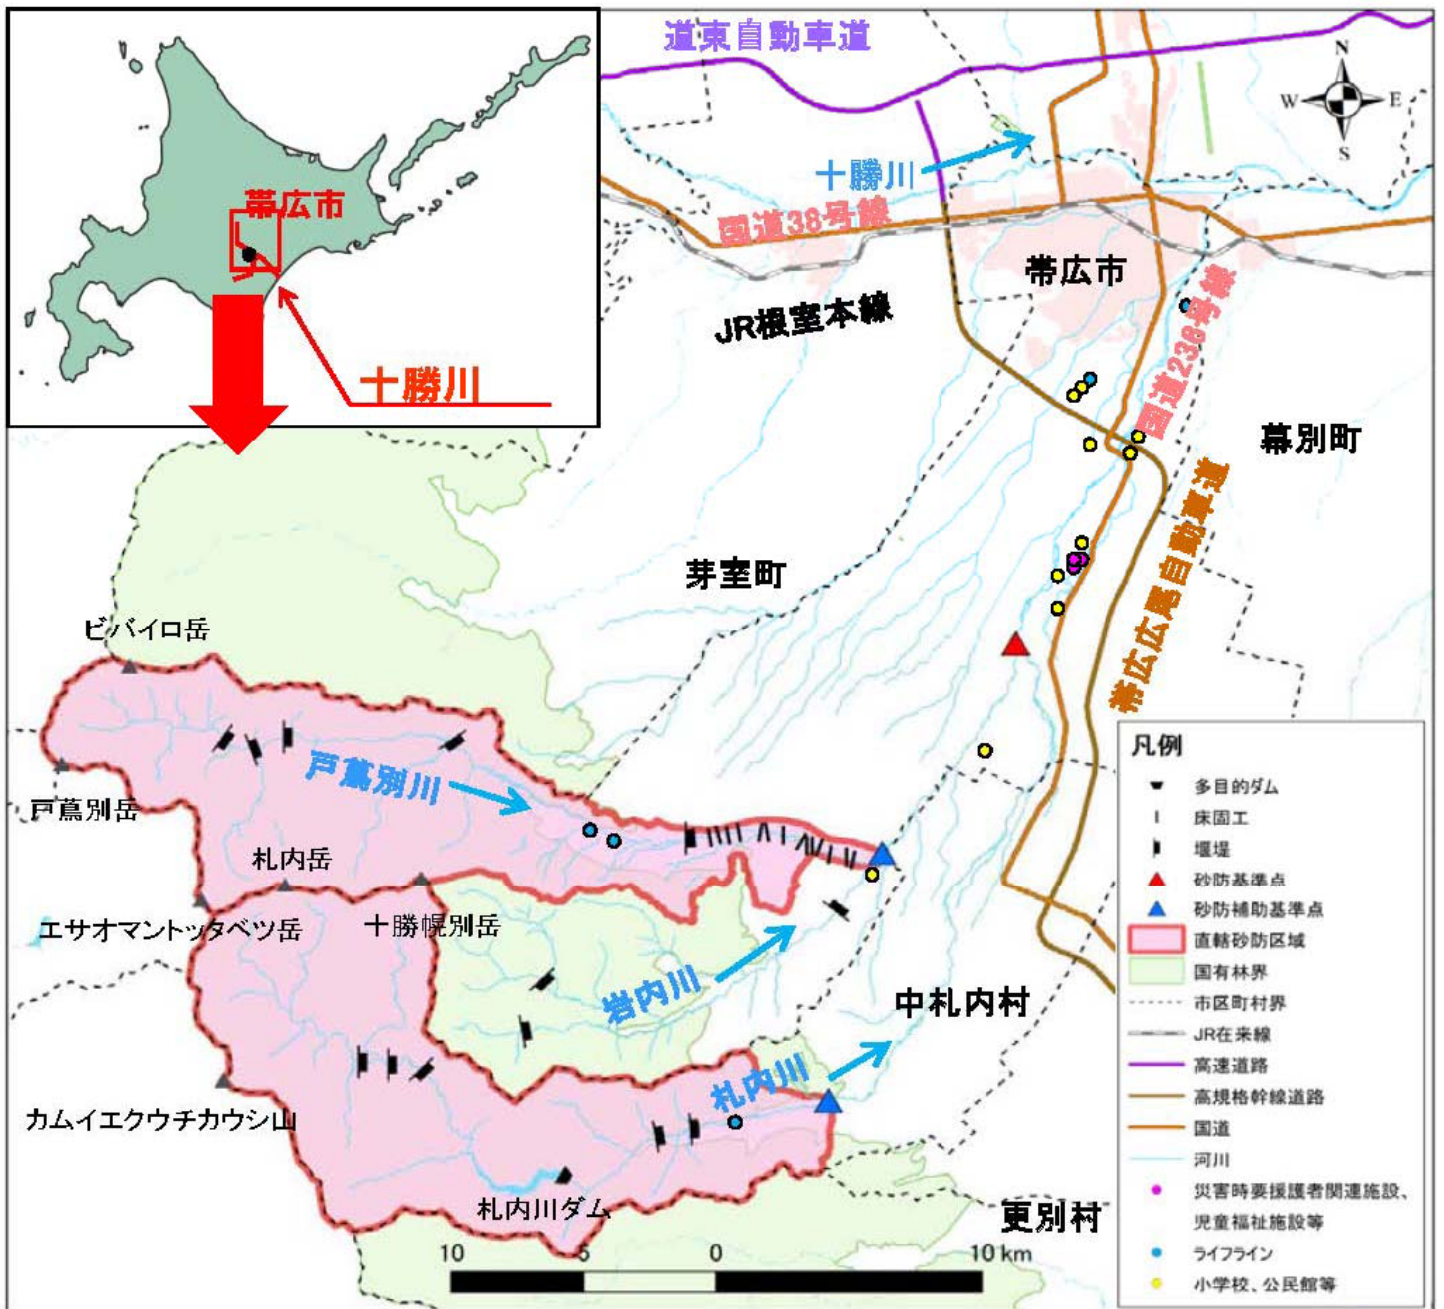 道東自動車道
N
W
E
S
帯広市
十勝川
十勝川
国道38号線
帯広市
JR根室本線
国道236号線
幕別町
帯広広尾自動車道
芽室町
ビパイロ岳
戸蔦別川
戸蔦別岳
札内岳
エサオマントッタベツ岳
十勝幌別岳
岩内川
中札内村
札内川
カムイエクウチカウシ山
札内川ダム
更別村
10
5
0
10 km
凡例
多目的ダム
床固工
堰堤
砂防基準点
砂防補助基準点
直轄砂防区域
国有林界
市区町村界
JR在来線
高速道路
高規格幹線道路
国道
河川
災害時要援護者関連施設、
児童福祉施設等
ライフライン
小学校、公民館等